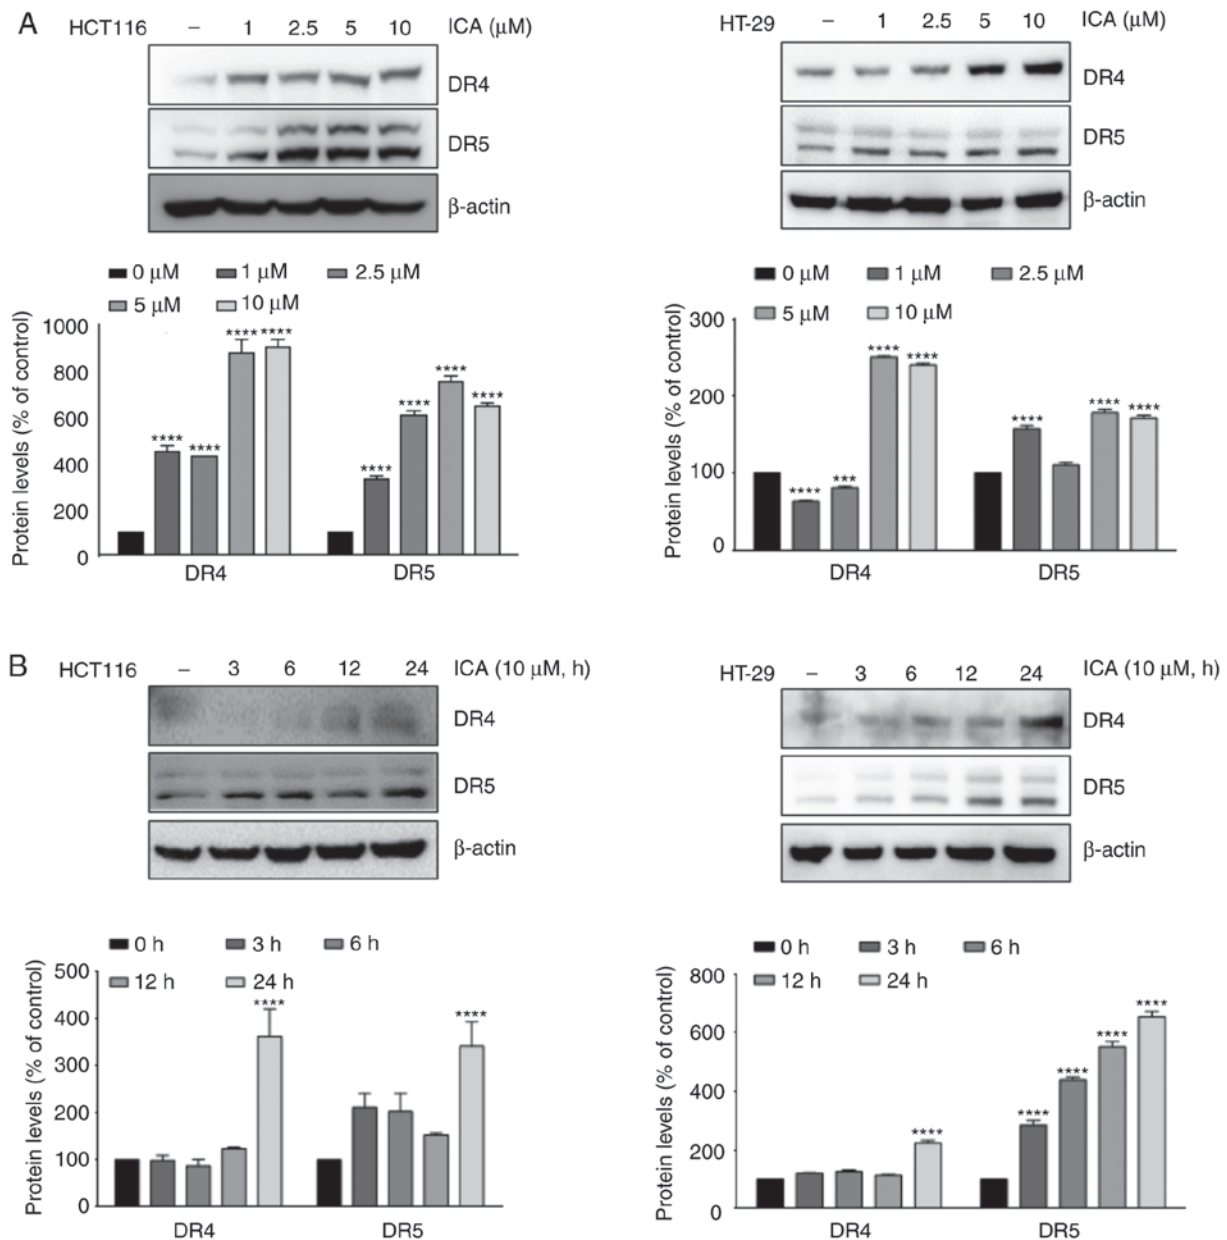 A
HCT116 – 1 2.5 5 10 ICA (μM)
DR4
DR5
β-actin
0 μM 1 μM 2.5 μM
5 μM 10 μM
Protein levels (% of control)
1000
800
600
400
200
0
**** **** **** ****
**** **** **** ****
DR4 DR5
HT-29 – 1 2.5 5 10 ICA (μM)
DR4
DR5
β-actin
0 μM 1 μM 2.5 μM
5 μM 10 μM
Protein levels (% of control)
300
200
100
0
**** *** **** ****
**** **** ****
DR4 DR5
B
HCT116 – 3 6 12 24 ICA (10 μM, h)
DR4
DR5
β-actin
0 h 3 h 6 h
12 h 24 h
Protein levels (% of control)
500
400
300
200
100
0
**** ****
DR4 DR5
HT-29 – 3 6 12 24 ICA (10 μM, h)
DR4
DR5
β-actin
0 h 3 h 6 h
12 h 24 h
Protein levels (% of control)
800
600
400
200
0
****
**** **** **** ****
DR4 DR5